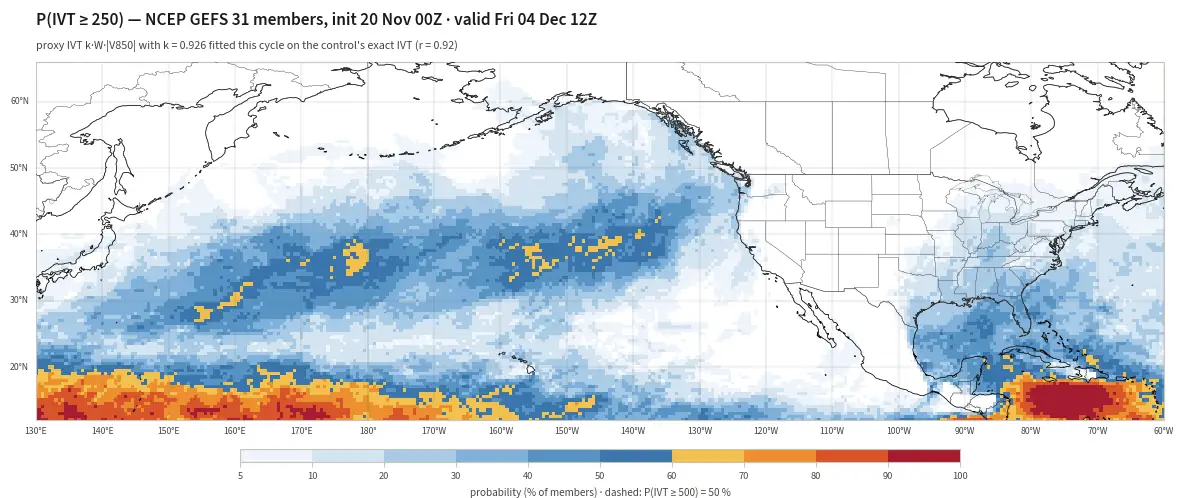 P(IVT ≥ 250) — NCEP GEFS 31 members, init 20 Nov 00Z · valid Fri 04 Dec 12Z
proxy IVT k·W·|V850| with k = 0.926 fitted this cycle on the control's exact IVT (r = 0.92)
60°N
50°N
40°N
30°N
20°N
130°E 140°E 150°E 160°E 170°E 180° 170°W 160°W 150°W 140°W 130°W 120°W 110°W 100°W 90°W 80°W 70°W 60°W
5 10 20 30 40 50 60 70 80 90 100
probability (% of members) · dashed: P(IVT ≥ 500) = 50 %